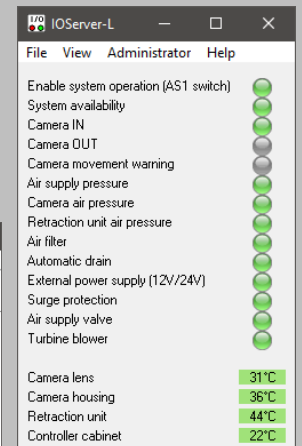 I/O IOServer-L
File View Administrator Help
Enable system operation (AS1 switch)
System availability
Camera IN
Camera OUT
Camera movement warning
Air supply pressure
Camera air pressure
Retraction unit air pressure
Air filter
Automatic drain
External power supply (12V/24V)
Surge protection
Air supply valve
Turbine blower
Camera lens 31°C
Camera housing 36°C
Retraction unit 44°C
Controller cabinet 22°C